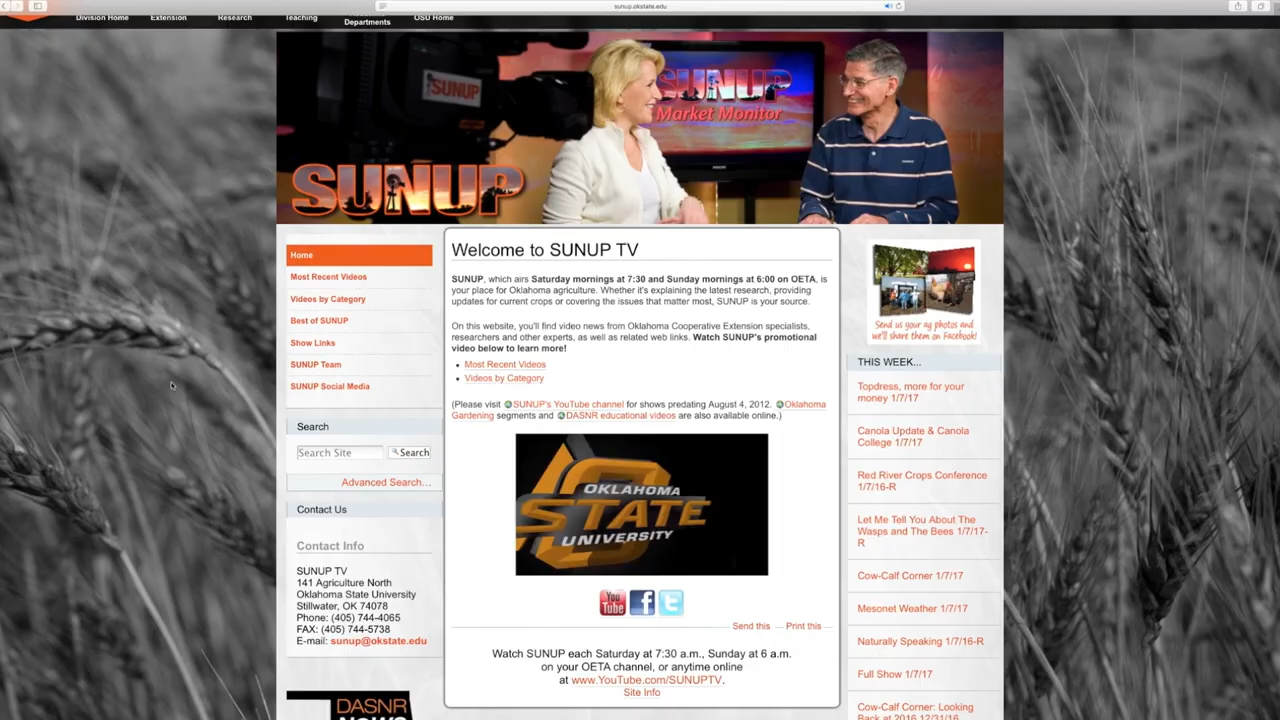 sunup.okstate.edu
Division Home
Extension
Research
Teaching
Departments
OSU Home
SUNUP
SUNUP
Market Monitor
SUNUP
Home
Most Recent Videos
Videos by Category
Best of SUNUP
Show Links
SUNUP Team
SUNUP Social Media
Search
Search Site
Search
Advanced Search...
Contact Us
Contact Info
SUNUP TV
141 Agriculture North
Oklahoma State University
Stillwater, OK 74078
Phone: (405) 744-4065
FAX: (405) 744-5738
E-mail: sunup@okstate.edu
DASNR
NEWS
Welcome to SUNUP TV
SUNUP, which airs Saturday mornings at 7:30 and Sunday mornings at 6:00 on OETA, is
your place for Oklahoma agriculture. Whether it's explaining the latest research, providing
updates for current crops or covering the issues that matter most, SUNUP is your source.
On this website, you'll find video news from Oklahoma Cooperative Extension specialists,
researchers and other experts, as well as related web links. Watch SUNUP's promotional
video below to learn more!
Most Recent Videos
Videos by Category
(Please visit SUNUP's YouTube channel for shows predating August 4, 2012. Oklahoma
Gardening segments and DASNR educational videos are also available online.)
OKLAHOMA
STATE
UNIVERSITY
You
Tube
Send this
Print this
Watch SUNUP each Saturday at 7:30 a.m., Sunday at 6 a.m.
on your OETA channel, or anytime online
at www.YouTube.com/SUNUPTV.
Site Info
Send us your ag photos and
we'll share them on Facebook!
THIS WEEK...
Topdress, more for your
money 1/7/17
Canola Update & Canola
College 1/7/17
Red River Crops Conference
1/7/16-R
Let Me Tell You About The
Wasps and The Bees 1/7/17-
R
Cow-Calf Corner 1/7/17
Mesonet Weather 1/7/17
Naturally Speaking 1/7/16-R
Full Show 1/7/17
Cow-Calf Corner: Looking
Back at 2016 12/31/16